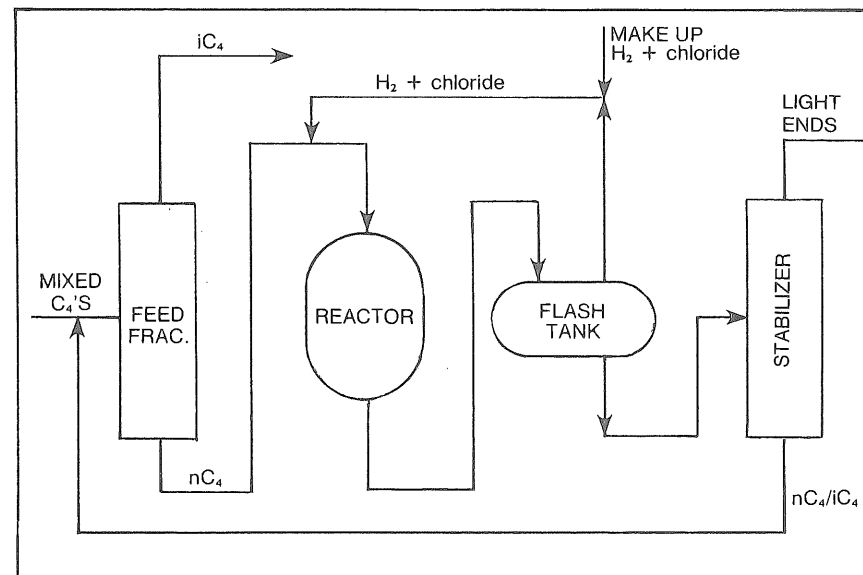 iC₄
MAKE UP
H₂ + chloride
H₂ + chloride
LIGHT
ENDS
MIXED
C₄'S
FEED
FRAC.
REACTOR
FLASH
TANK
STABILIZER
nC₄
nC₄/iC₄